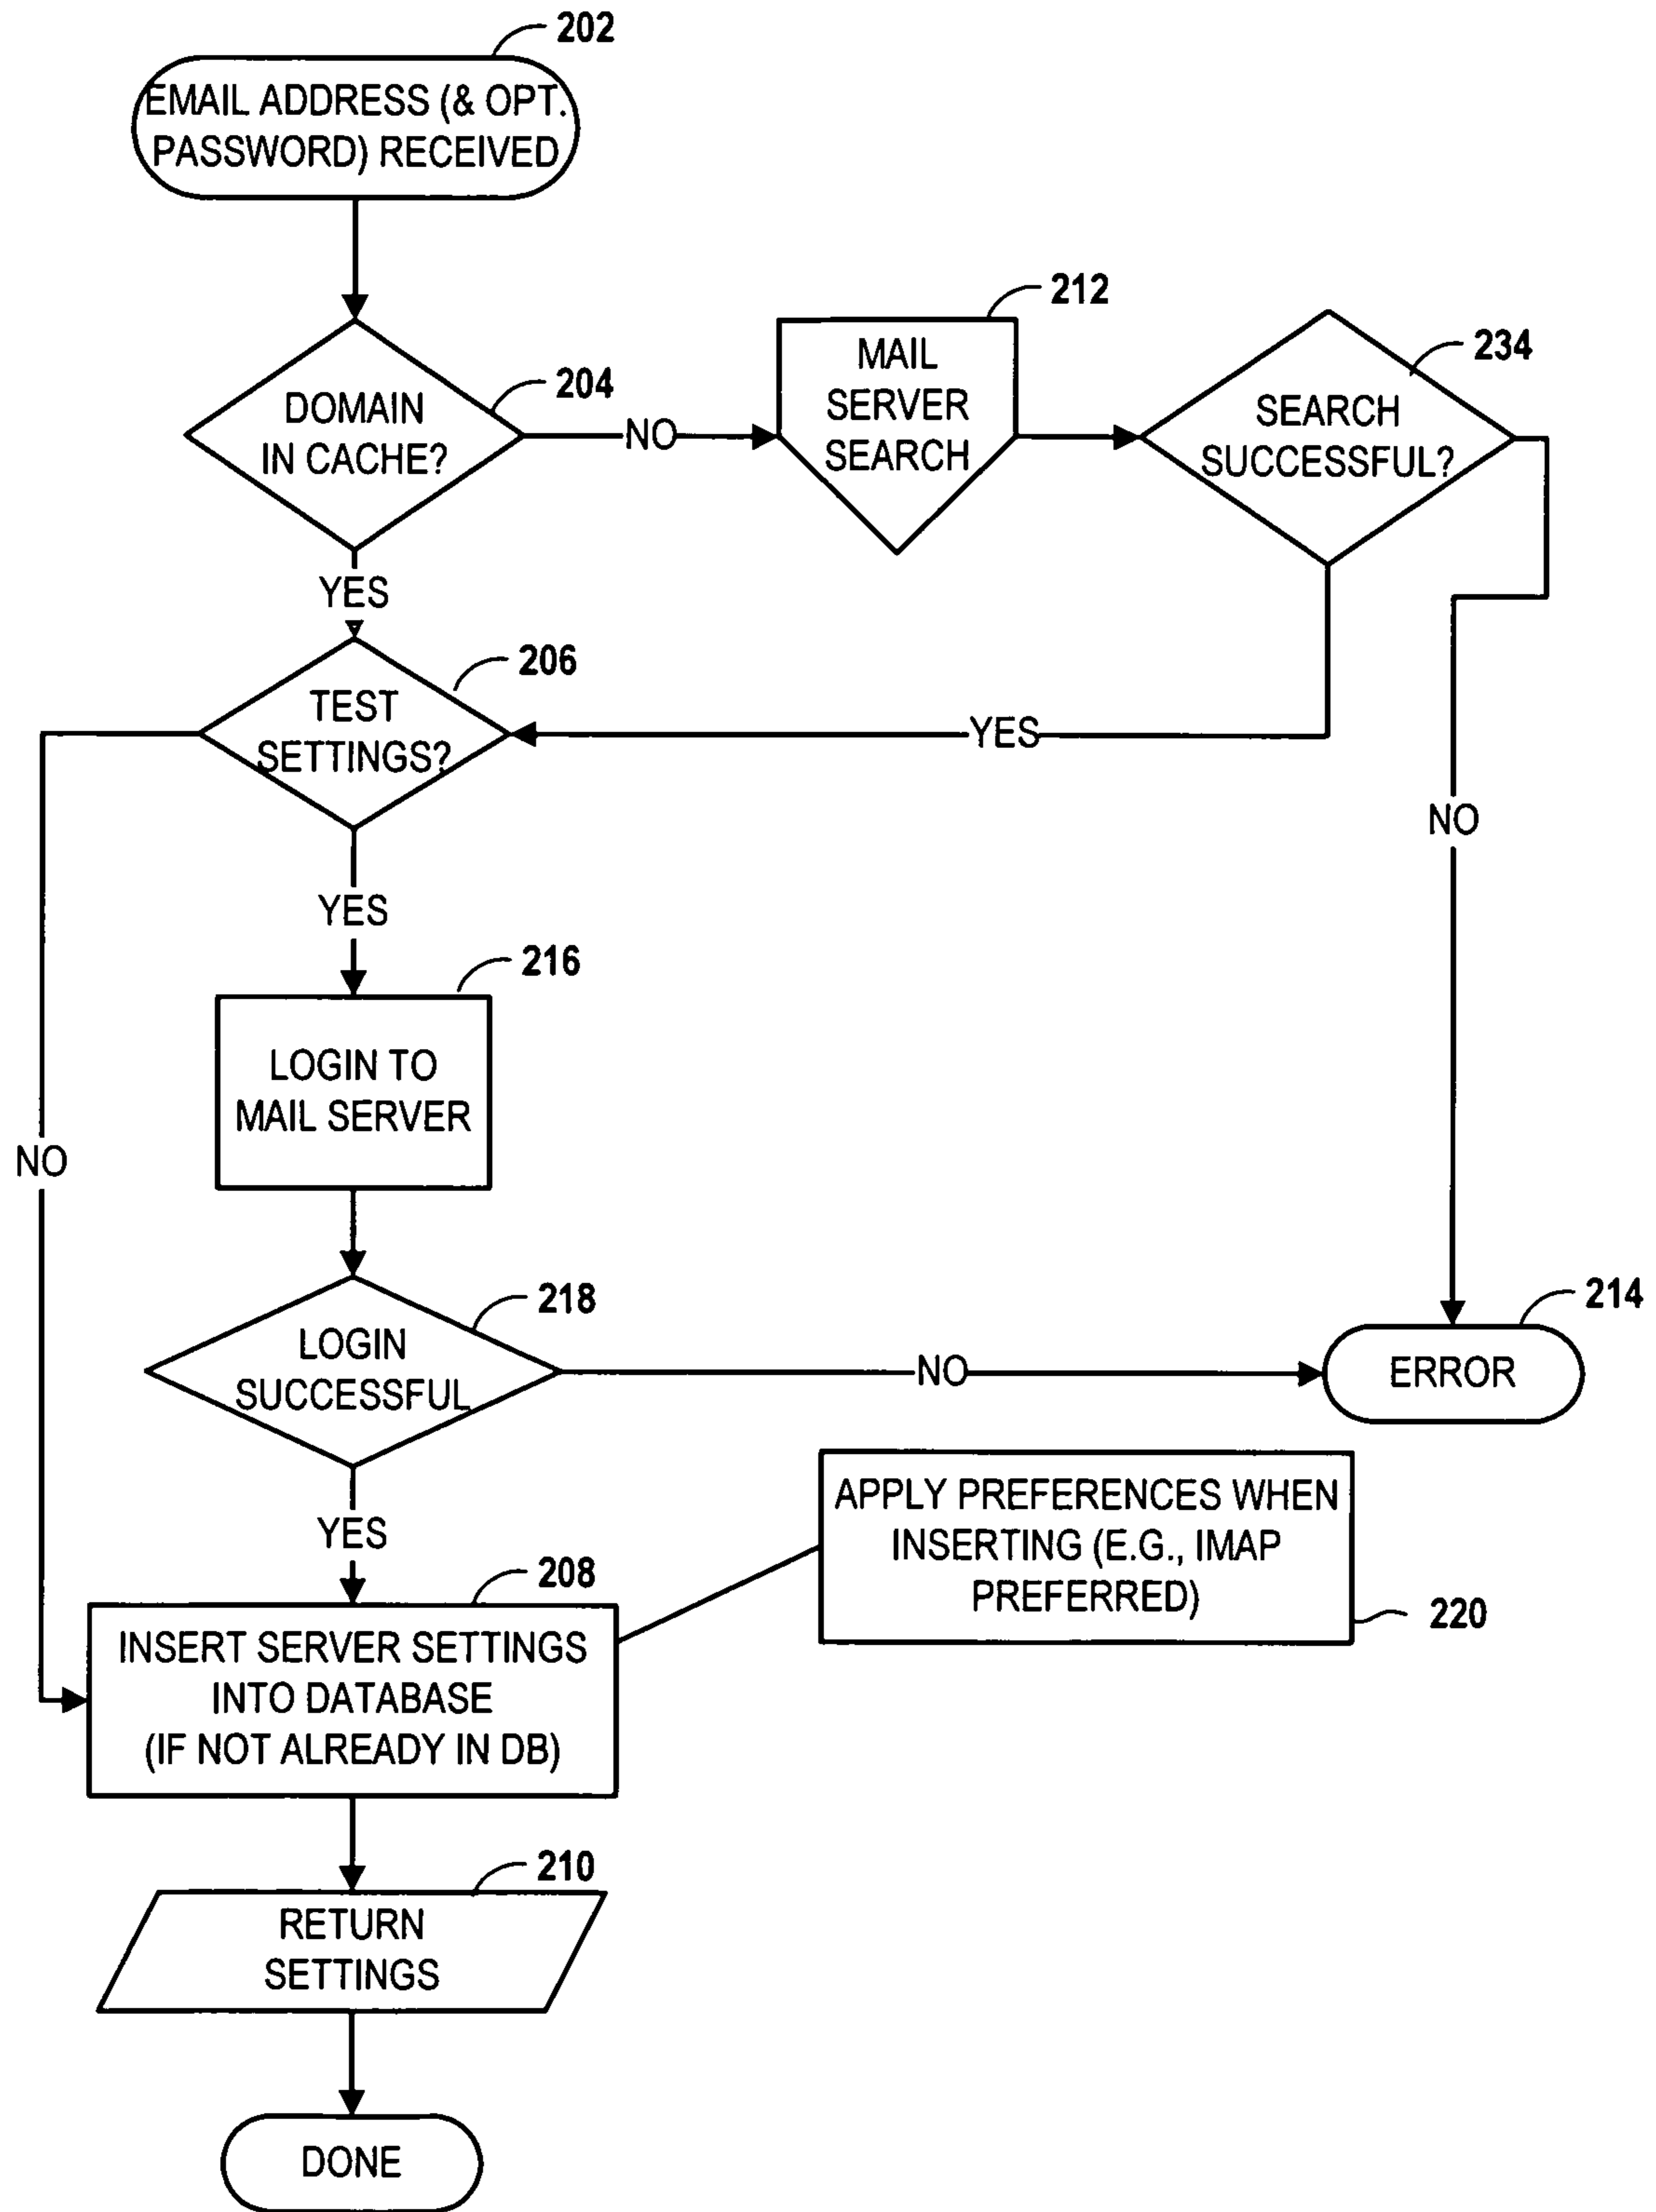 202
EMAIL ADDRESS (& OPT.
PASSWORD) RECEIVED
212
234
204
DOMAIN
IN CACHE?
NO
MAIL
SERVER
SEARCH
SEARCH
SUCCESSFUL?
YES
206
TEST
SETTINGS?
YES
NO
YES
216
LOGIN TO
MAIL SERVER
NO
218
LOGIN
SUCCESSFUL
NO
214
ERROR
YES
APPLY PREFERENCES WHEN
INSERTING (E.G., IMAP
PREFERRED)
220
208
INSERT SERVER SETTINGS
INTO DATABASE
(IF NOT ALREADY IN DB)
210
RETURN
SETTINGS
DONE